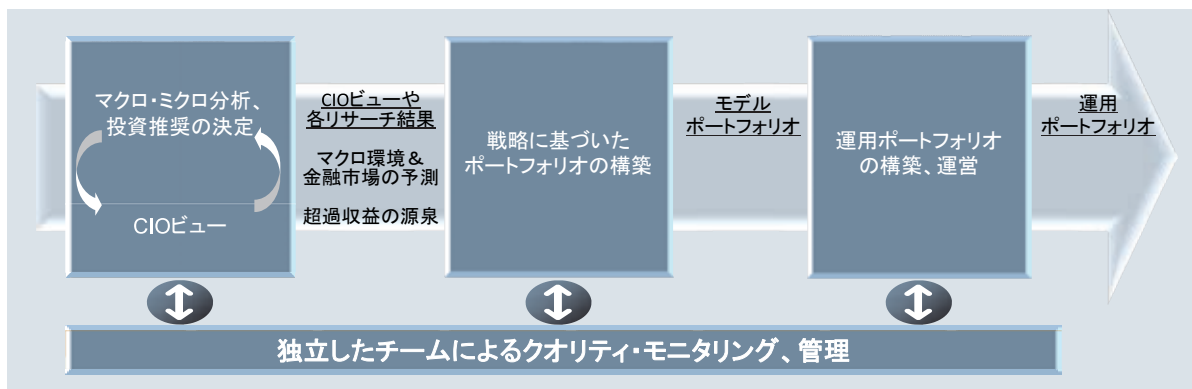 マクロ・ミクロ分析、
投資推奨の決定
CIOビュー
CIOビューや
各リサーチ結果
マクロ環境＆
金融市場の予測
超過収益の源泉
戦略に基づいた
ポートフォリオの構築
モデル
ポートフォリオ
運用ポートフォリオ
の構築、運営
運用
ポートフォリオ
独立したチームによるクオリティ・モニタリング、管理